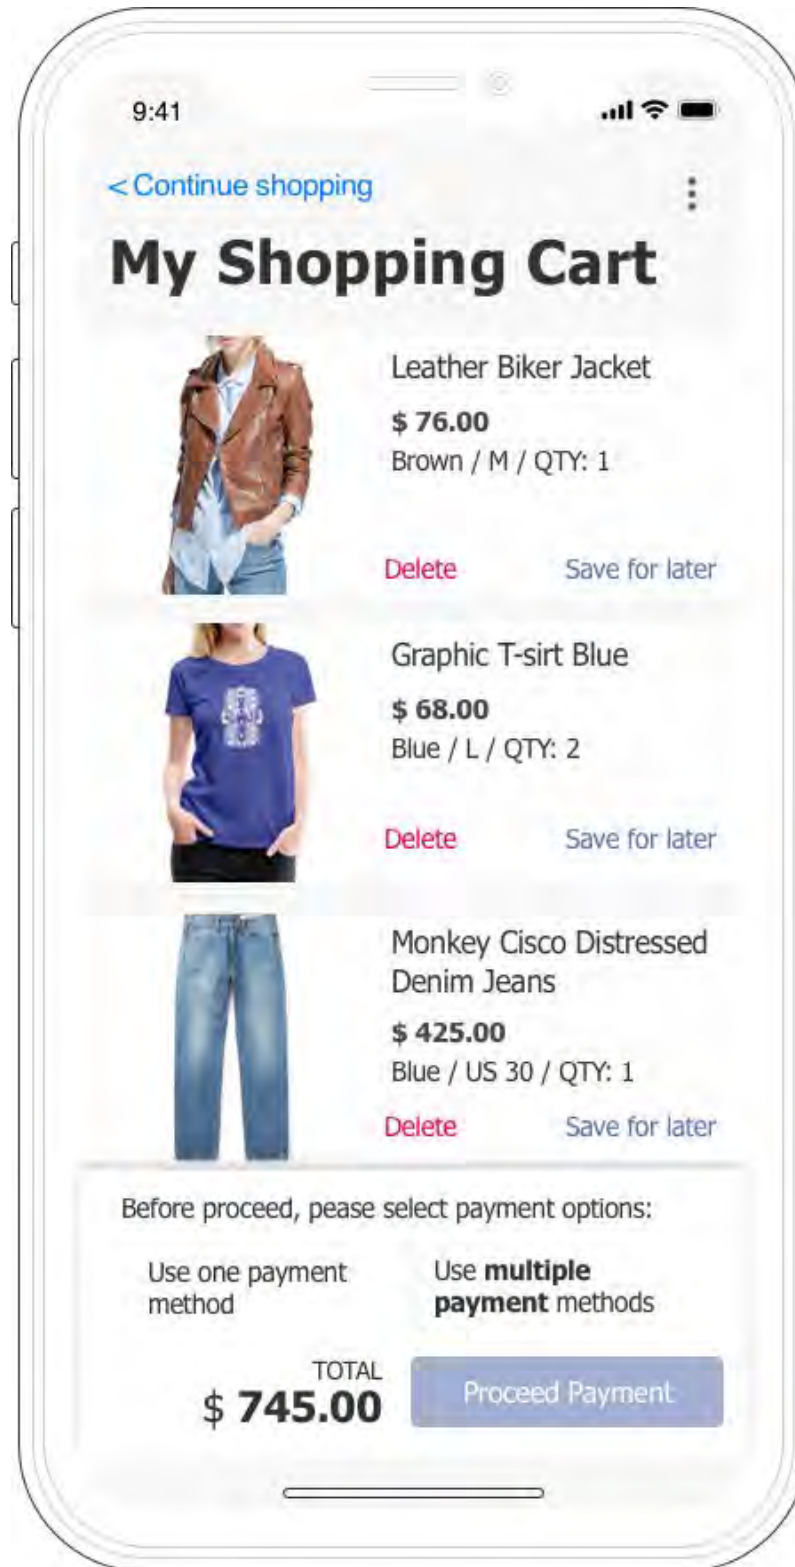 9:41
< Continue shopping
My Shopping Cart
Leather Biker Jacket
$ 76.00
Brown / M / QTY: 1
Delete Save for later
Graphic T-sirt Blue
$ 68.00
Blue / L / QTY: 2
Delete Save for later
Monkey Cisco Distressed
Denim Jeans
$ 425.00
Blue / US 30 / QTY: 1
Delete Save for later
Before proceed, pease select payment options:
Use one payment
method
Use multiple
payment methods
TOTAL
$ 745.00
Proceed Payment